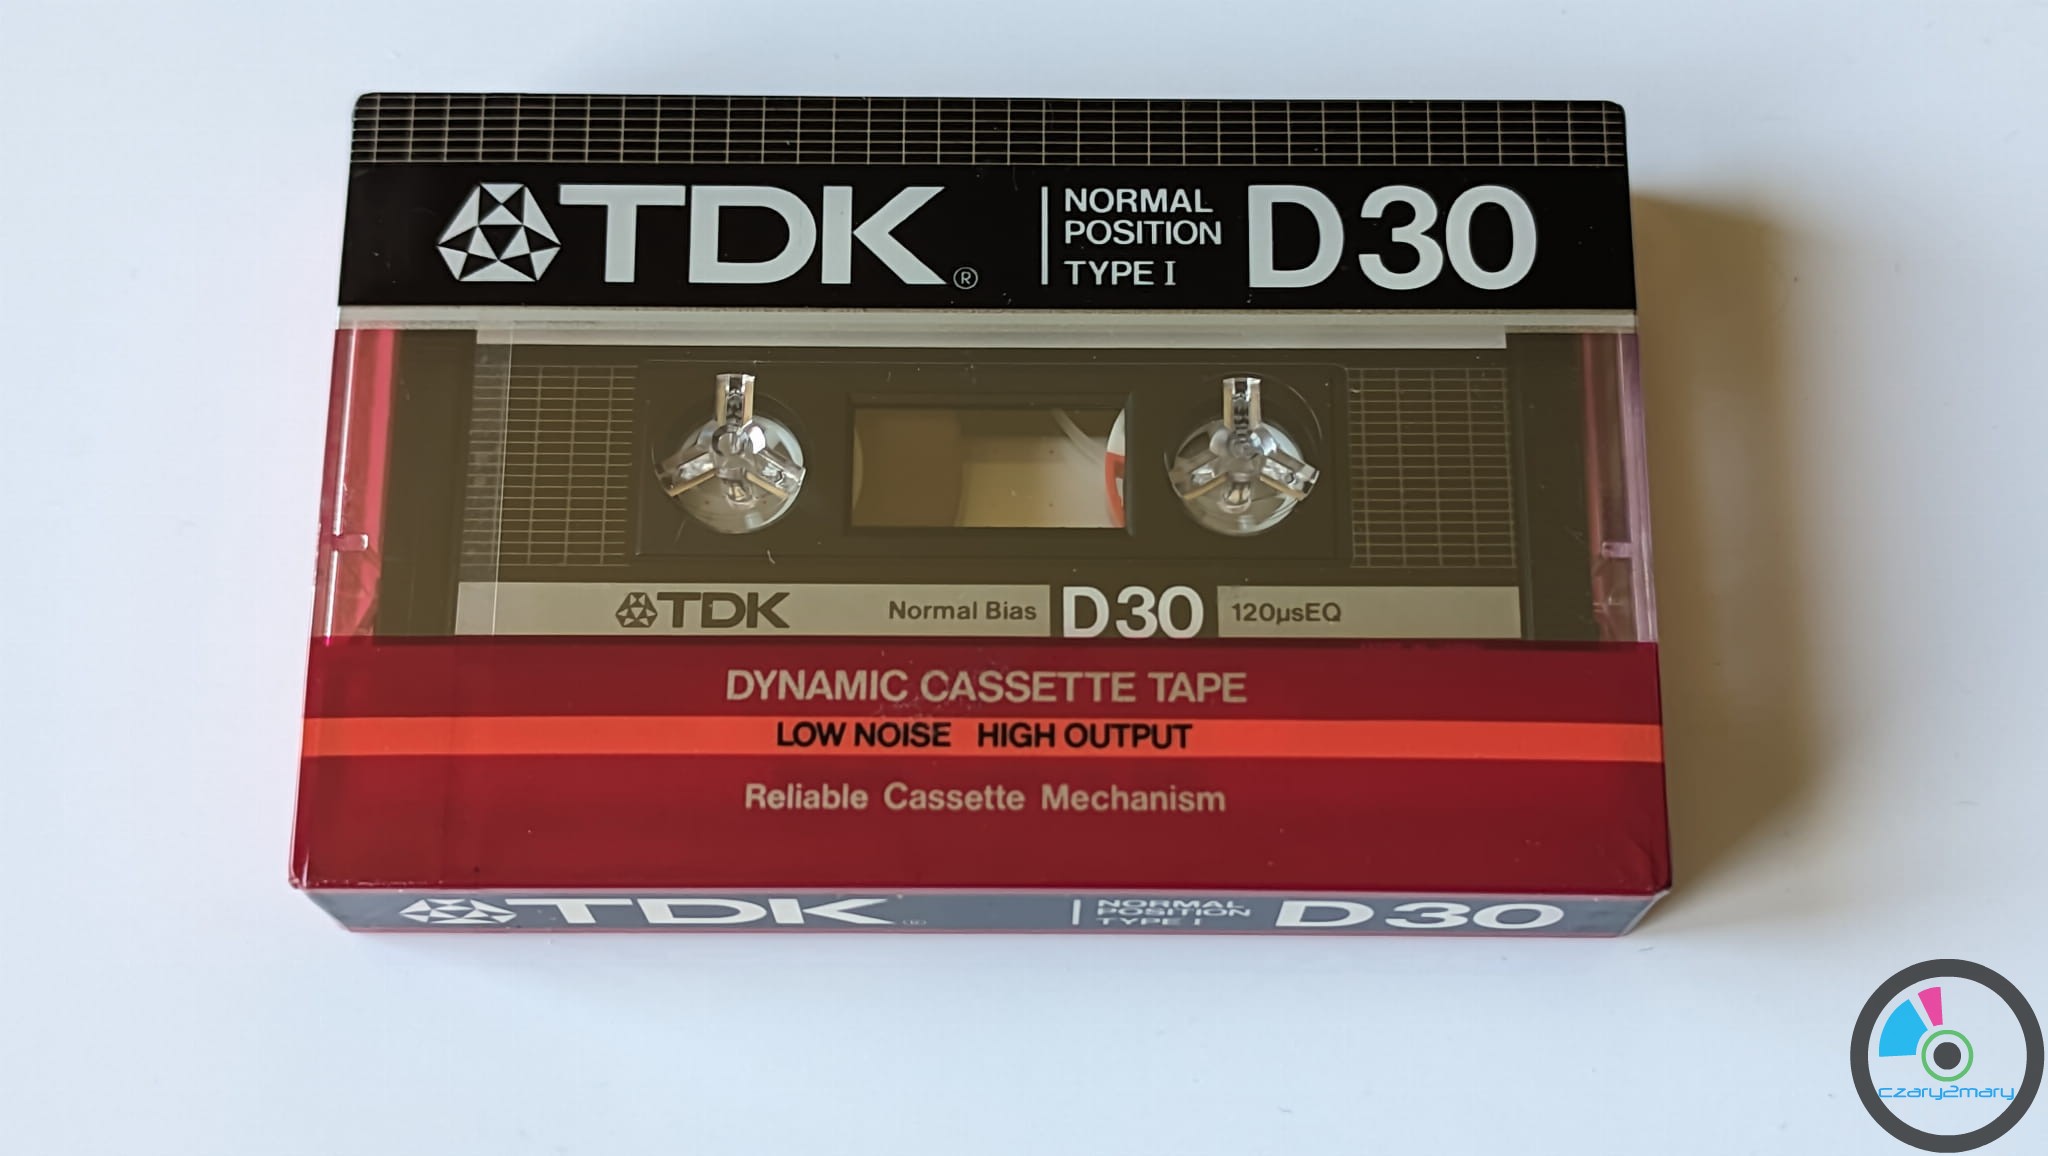 TDK®
NORMAL
POSITION
TYPE I
D30
TDK
Normal Bias
D30
120µsEQ
DYNAMIC CASSETTE TAPE
LOW NOISE HIGH OUTPUT
Reliable Cassette Mechanism
TDK®
NORMAL
POSITION
TYPE I
D30
czary2mary